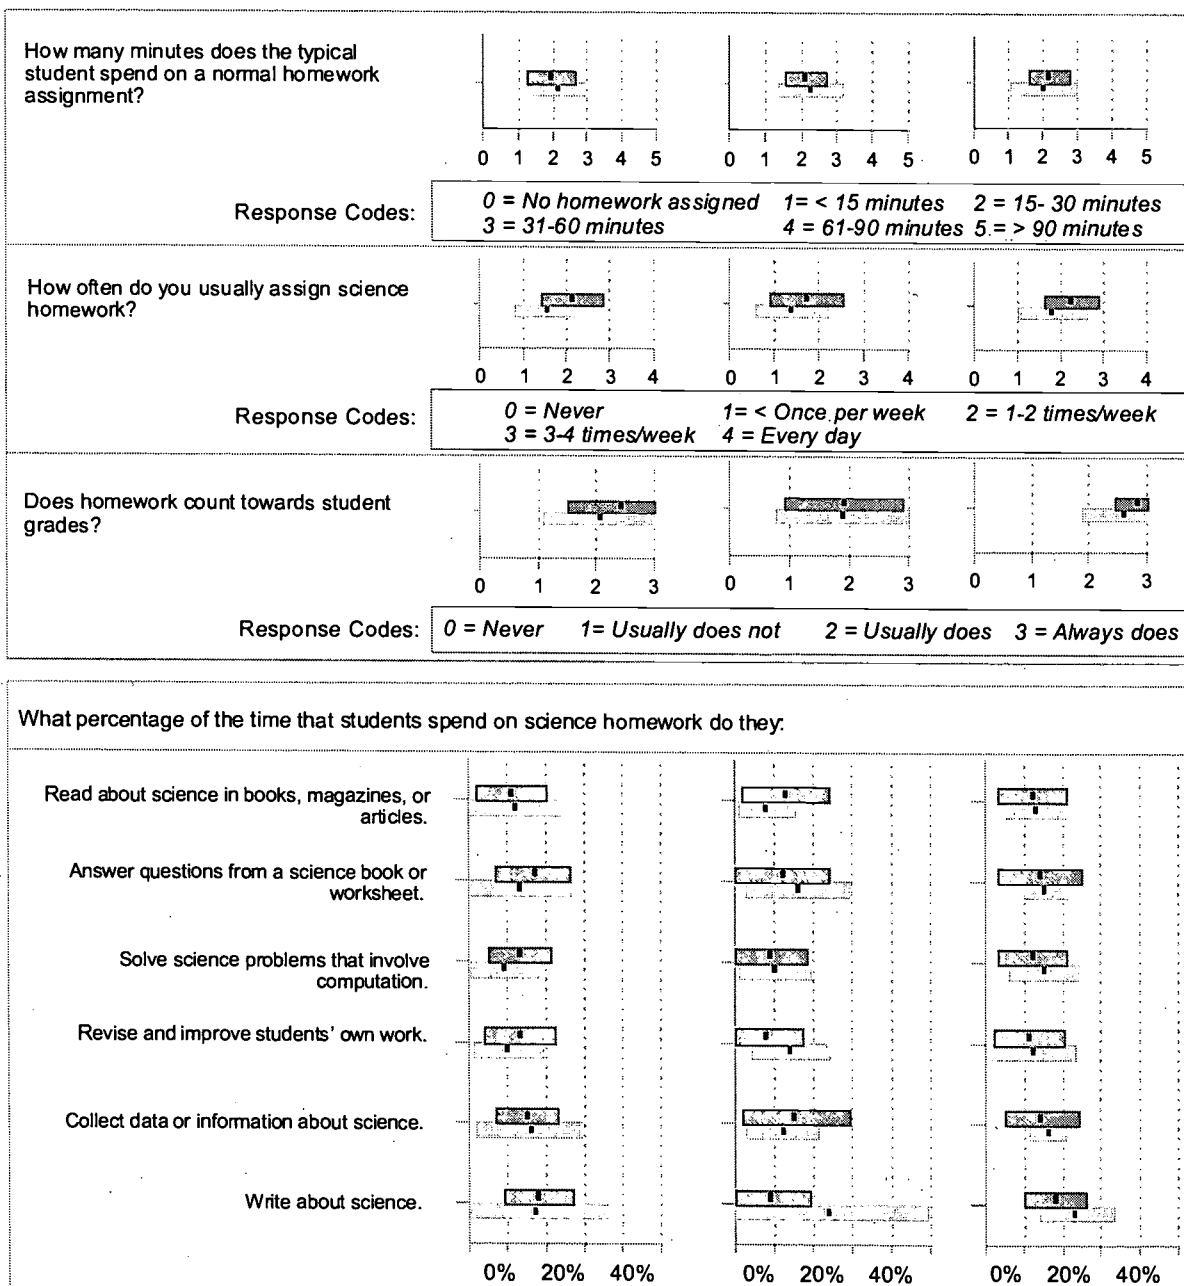 How many minutes does the typical
student spend on a normal homework
assignment?
0 1 2 3 4 5 0 1 2 3 4 5 0 1 2 3 4 5
Response Codes:
0 = No homework assigned 1= < 15 minutes 2 = 15- 30 minutes
3 = 31-60 minutes 4 = 61-90 minutes 5.= > 90 minutes
How often do you usually assign science
homework?
0 1 2 3 4 0 1 2 3 4 0 1 2 3 4
Response Codes:
0 = Never 1= < Once per week 2 = 1-2 times/week
3 = 3-4 times/week 4 = Every day
Does homework count towards student
grades?
0 1 2 3 0 1 2 3 0 1 2 3
Response Codes: 0 = Never 1= Usually does not 2 = Usually does 3 = Always does
What percentage of the time that students spend on science homework do they:
Read about science in books, magazines, or
articles.
Answer questions from a science book or
worksheet.
Solve science problems that involve
computation.
Revise and improve students' own work.
Collect data or information about science.
Write about science.
0% 20% 40% 0% 20% 40% 0% 20% 40%